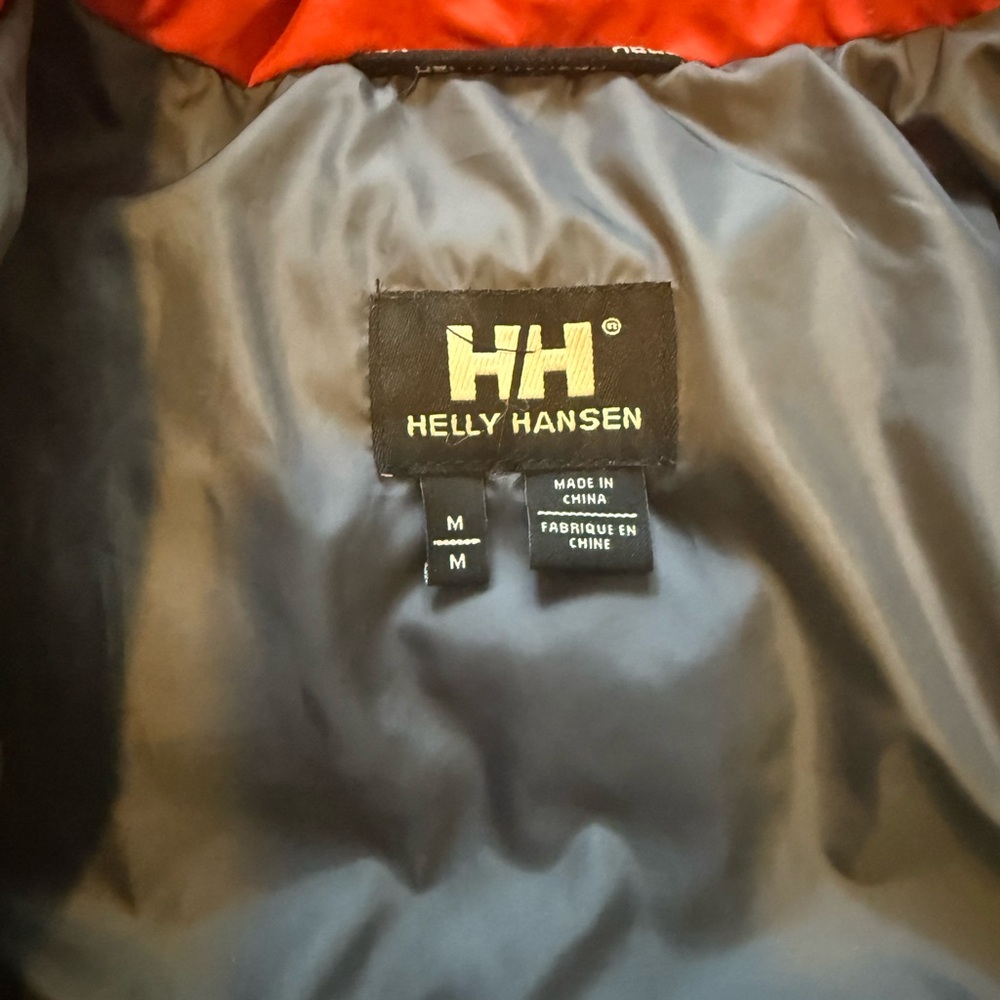 HH®
HELLY HANSEN
M
M
MADE IN
CHINA
FABRIQUE EN
CHINE